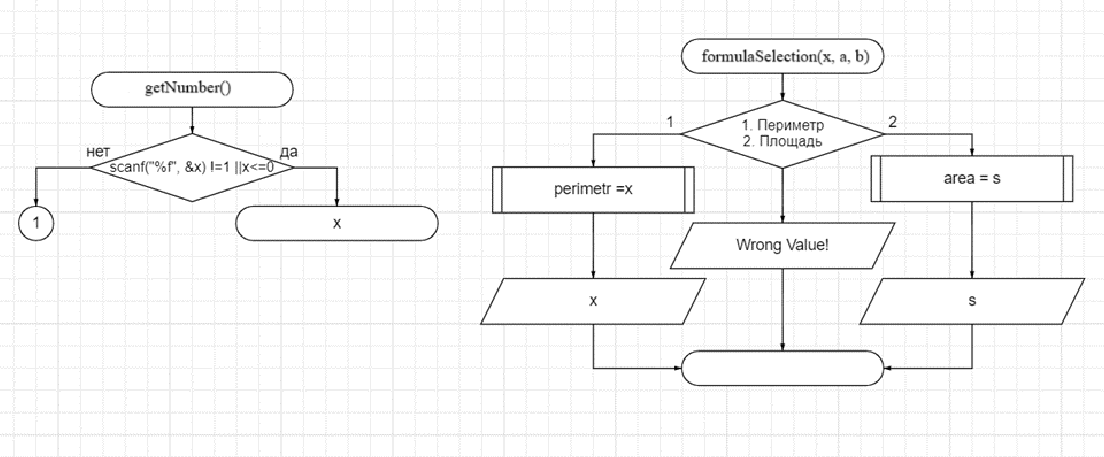 getNumber()
нет
да
scanf("%f", &x) !=1 ||x<=0
1
x
formulaSelection(x, a, b)
1
2
1. Периметр
2. Площадь
perimetr =x
area = s
Wrong Value!
x
s